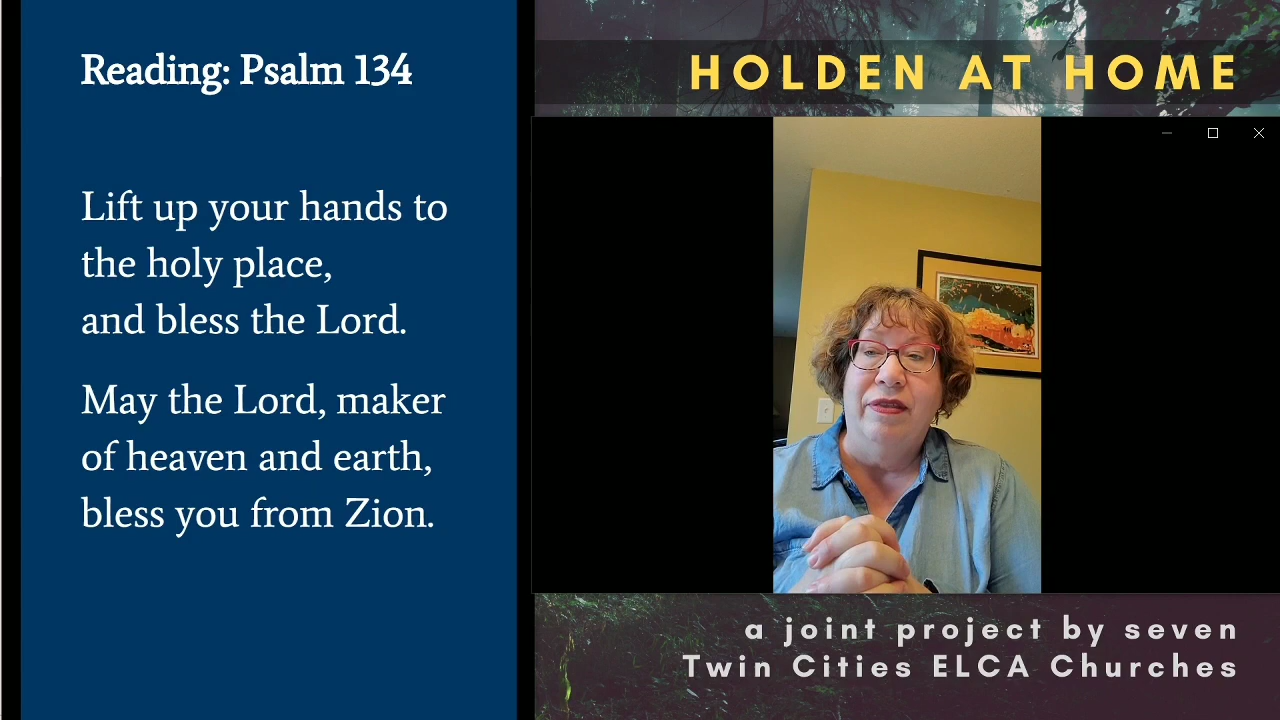 Reading: Psalm 134
Lift up your hands to
the holy place,
and bless the Lord.
May the Lord, maker
of heaven and earth,
bless you from Zion.
HOLDEN AT HOME
a joint project by seven
Twin Cities ELCA Churches